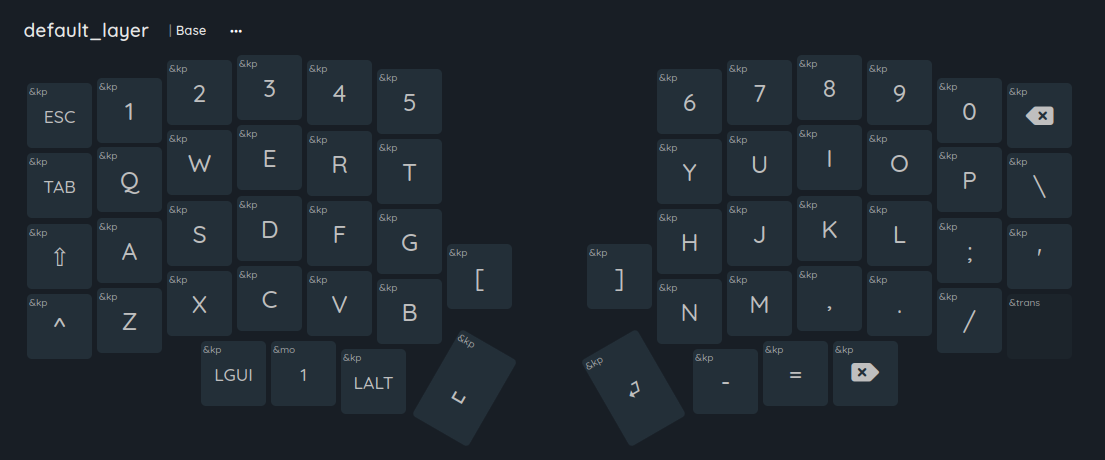 default_layer | Base •••
&kp ESC &kp 1 &kp 2 &kp 3 &kp 4 &kp 5 &kp 6 &kp 7 &kp 8 &kp 9 &kp 0 &kp
&kp TAB &kp Q &kp W &kp E &kp R &kp T &kp Y &kp U &kp I &kp O &kp P &kp \
&kp ⇧ &kp A &kp S &kp D &kp F &kp G &kp [ &kp ] &kp H &kp J &kp K &kp L &kp ; &kp '
&kp ^ &kp Z &kp X &kp C &kp V &kp B &kp N &kp M &kp , &kp . &kp / &trans
&kp LGUI &mo 1 &kp LALT &kp &kp &kp - &kp = &kp